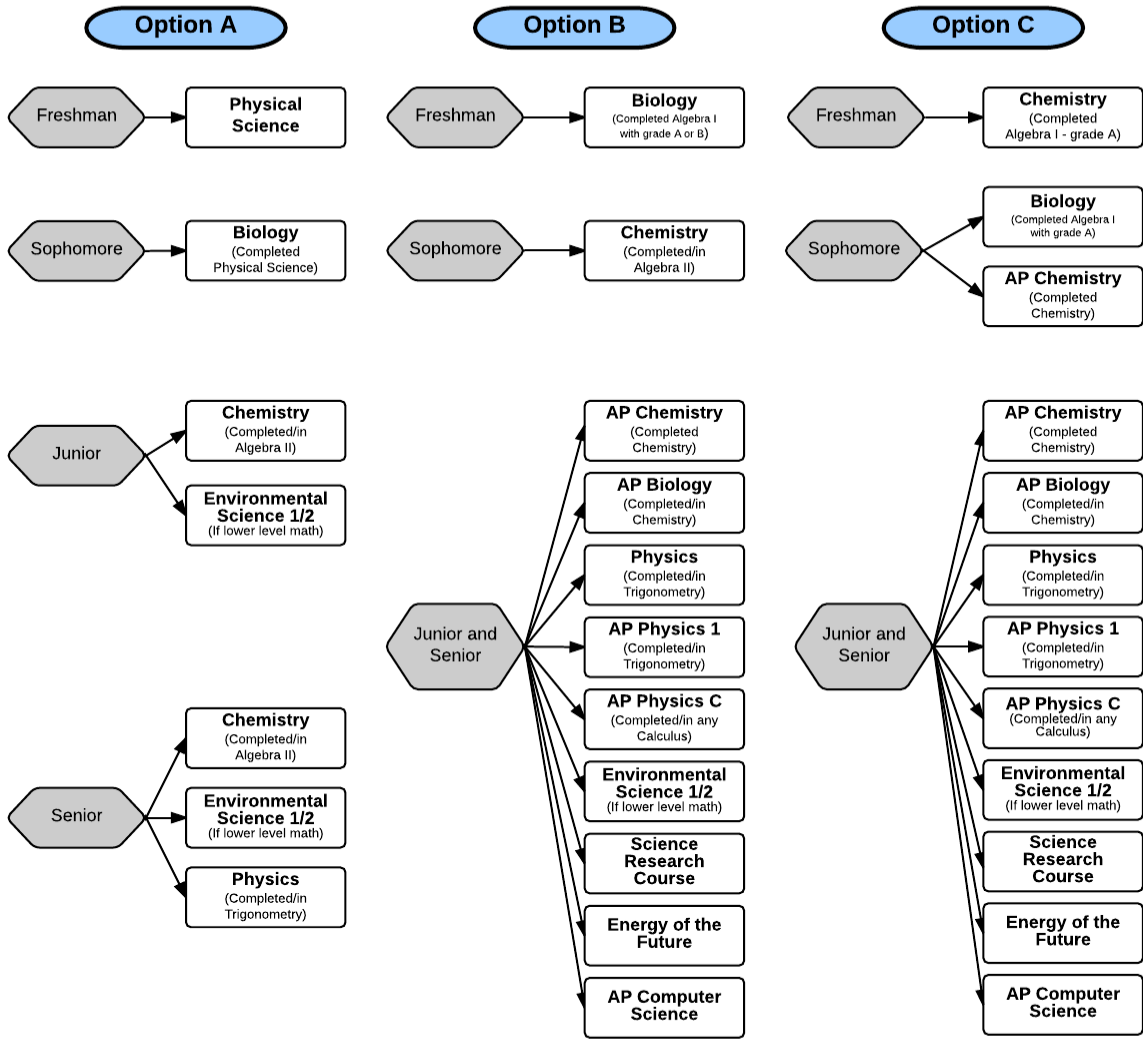 Option A
Freshman
Physical
Science
Sophomore
Biology
(Completed
Physical Science)
Junior
Chemistry
(Completed/in
Algebra II)
Environmental
Science 1/2
(If lower level math)
Senior
Chemistry
(Completed/in
Algebra II)
Environmental
Science 1/2
(If lower level math)
Physics
(Completed/in
Trigonometry)
Option B
Freshman
Biology
(Completed Algebra I
with grade A or B)
Sophomore
Chemistry
(Completed/in
Algebra II)
Junior and
Senior
AP Chemistry
(Completed
Chemistry)
AP Biology
(Completed/in
Chemistry)
Physics
(Completed/in
Trigonometry)
AP Physics 1
(Completed/in
Trigonometry)
AP Physics C
(Completed/in any
Calculus)
Environmental
Science 1/2
(If lower level math)
Science
Research
Course
Energy of the
Future
AP Computer
Science
Option C
Freshman
Chemistry
(Completed
Algebra I - grade A)
Sophomore
Biology
(Completed Algebra I
with grade A)
AP Chemistry
(Completed
Chemistry)
Junior and
Senior
AP Chemistry
(Completed
Chemistry)
AP Biology
(Completed/in
Chemistry)
Physics
(Completed/in
Trigonometry)
AP Physics 1
(Completed/in
Trigonometry)
AP Physics C
(Completed/in any
Calculus)
Environmental
Science 1/2
(If lower level math)
Science
Research
Course
Energy of the
Future
AP Computer
Science